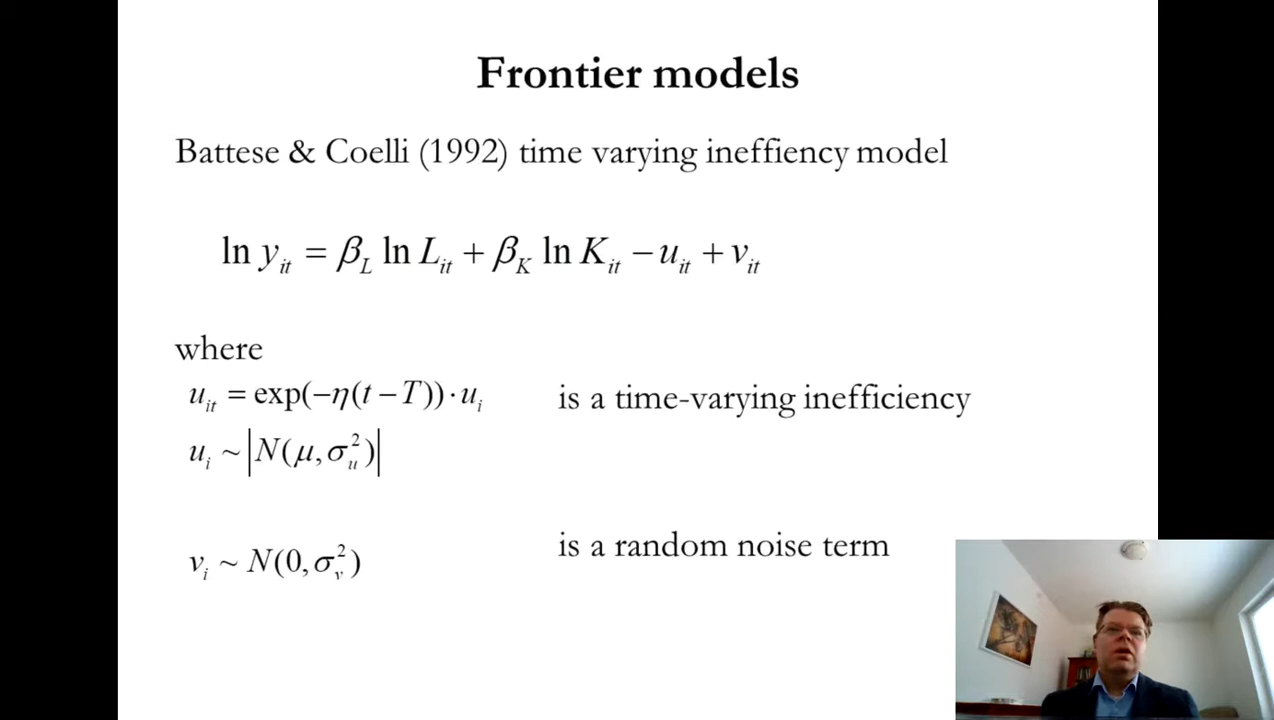 Frontier models
Battese & Coelli (1992) time varying ineffiency model
ln y_it = β_L ln L_it + β_K ln K_it − u_it + v_it
where
u_it = exp(−η(t − T))·u_i is a time-varying inefficiency
u_i ~ |N(μ, σ_u^2)|
is a random noise term
v_i ~ N(0, σ_v^2)